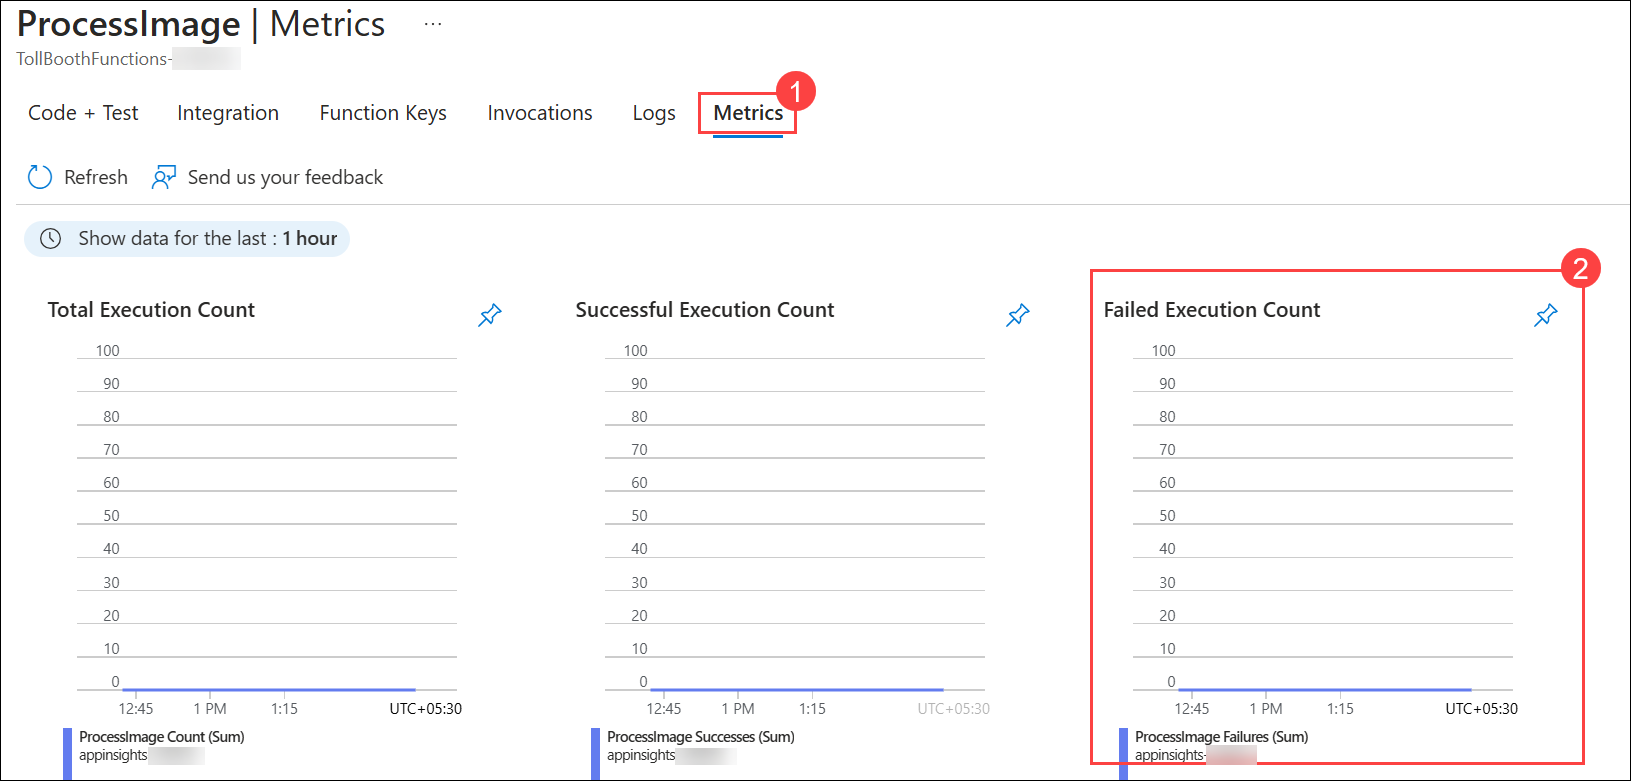 ProcessImage | Metrics ...
TollBoothFunctions-
Code + Test Integration Function Keys Invocations Logs Metrics 1
Refresh Send us your feedback
Show data for the last : 1 hour
2
Total Execution Count
100
90
80
70
60
50
40
30
20
10
0
12:45 1 PM 1:15 UTC+05:30
ProcessImage Count (Sum)
appinsights
Successful Execution Count
100
90
80
70
60
50
40
30
20
10
0
12:45 1 PM 1:15 UTC+05:30
ProcessImage Successes (Sum)
appinsights
Failed Execution Count
100
90
80
70
60
50
40
30
20
10
0
12:45 1 PM 1:15 UTC+05:30
ProcessImage Failures (Sum)
appinsights-